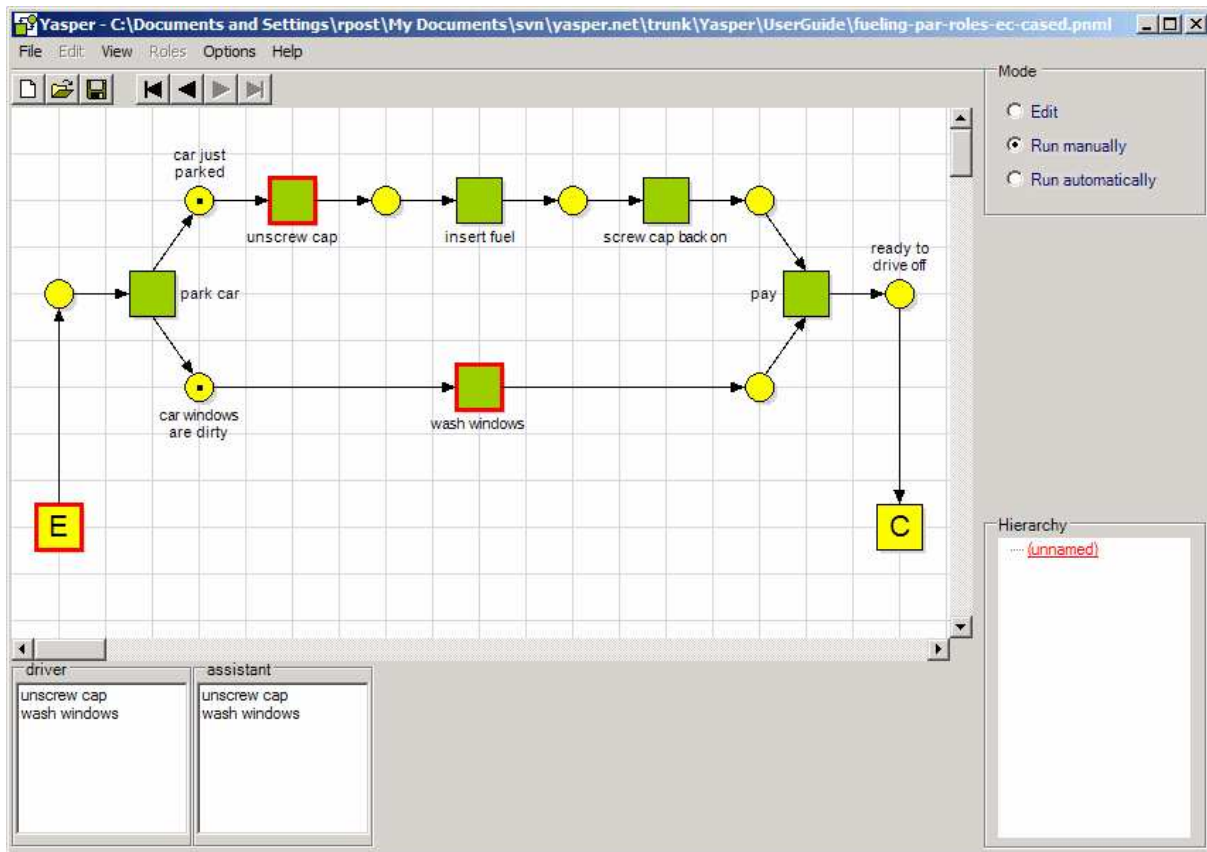 Yasper - C:\Documents and Settings\rpost\My Documents\svn\yasper.net\trunk\Yasper\UserGuide\fueling-par-roles-ec-cased.pnml
File Edit View Roles Options Help
Mode
Edit
Run manually
Run automatically
car just
parked
unscrew cap
insert fuel
screw cap back on
ready to
drive off
park car
pay
car windows
are dirty
wash windows
E
C
Hierarchy
(unnamed)
driver
unscrew cap
wash windows
assistant
unscrew cap
wash windows